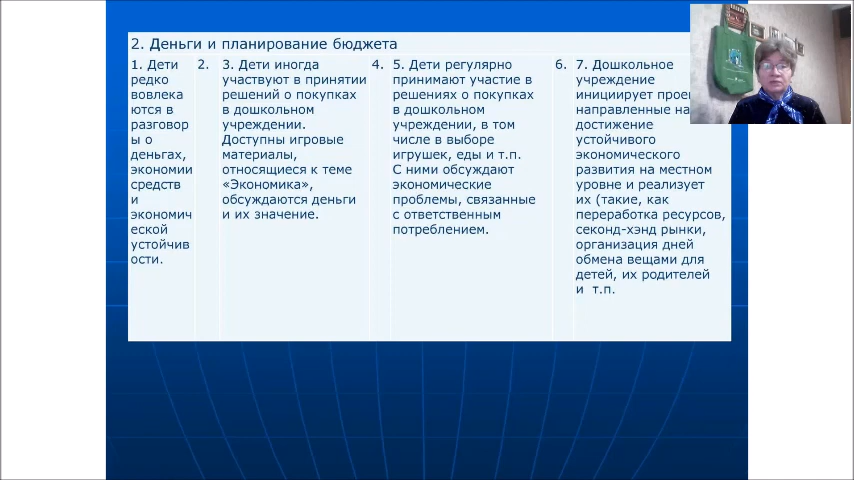 2. Деньги и планирование бюджета
1. Дети
редко
вовлека
ются в
разговор
ы о
деньгах,
экономии
средств
и
экономич
еской
устойчив
ости.
2.
3. Дети иногда
участвуют в принятии
решений о покупках
в дошкольном
учреждении.
Доступны игровые
материалы,
относящиеся к теме
«Экономика»,
обсуждаются деньги
и их значение.
4.
5. Дети регулярно
принимают участие в
решениях о покупках
в дошкольном
учреждении, в том
числе в выборе
игрушек, еды и т.п.
С ними обсуждают
экономические
проблемы, связанные
с ответственным
потреблением.
6.
7. Дошкольное
учреждение
инициирует
направленные на
достижение
устойчивого
экономического
развития на местном
уровне и реализует
их (такие, как
переработка ресурсов,
секонд-хэнд рынки,
организация дней
обмена вещами для
детей, их родителей
и т.п.